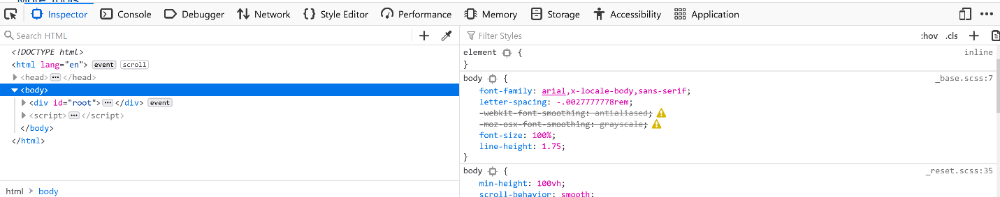 More Tools
Inspector Console Debugger Network Style Editor Performance Memory Storage Accessibility Application
Search HTML
Filter Styles :hov .cls
<!DOCTYPE html>
<html lang="en"> event scroll
<head> </head>
<body>
<div id="root"> </div> event
<script> </script>
</body>
</html>
html body
element { inline
}
body { _base.scss:7
font-family: arial,x-locale-body,sans-serif;
letter-spacing: -.0027777778rem;
-webkit-font-smoothing: antialiased;
-moz-osx-font-smoothing: grayscale;
font-size: 100%;
line-height: 1.75;
}
body { _reset.scss:35
min-height: 100vh;
scroll-behavior: smooth;